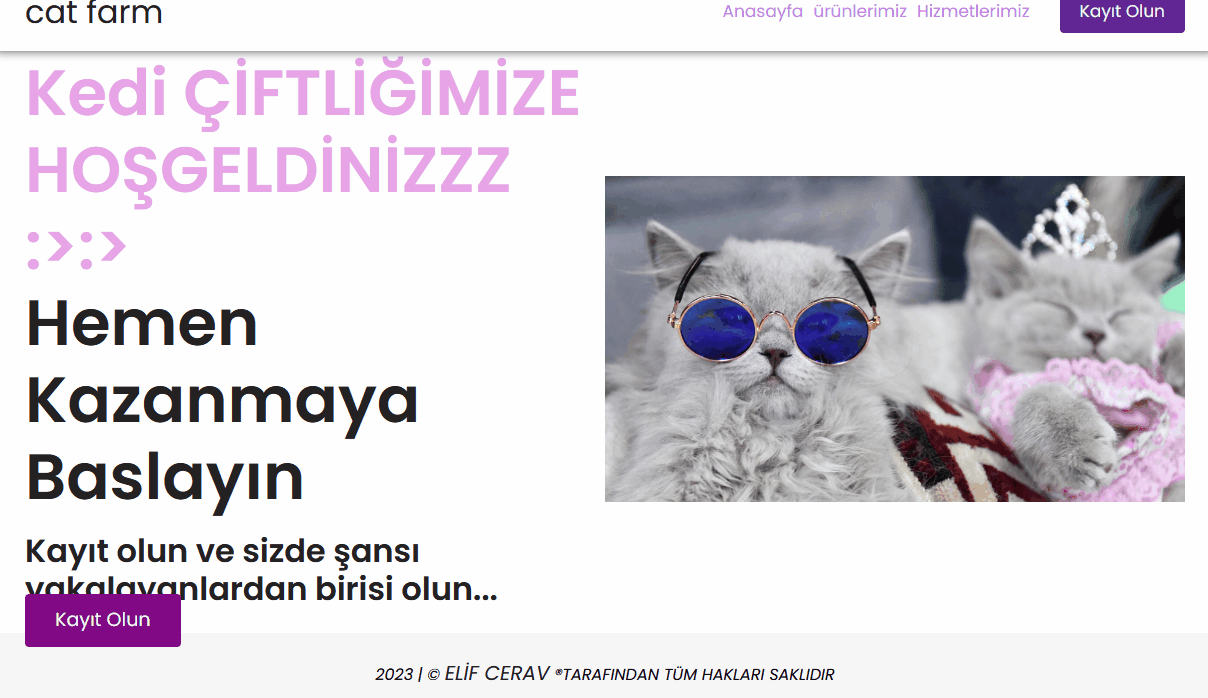 cat farm
Anasayfa ürünlerimiz Hizmetlerimiz Kayıt Olun
Kedi ÇİFTLİĞİMİZE
HOŞGELDİNİZZZ
:>:>
Hemen
Kazanmaya
Baslayın
Kayıt olun ve sizde şansı
yakalayanlardan birisi olun...
Kayıt Olun
2023 | © ELİF CERAV ®TARAFINDAN TÜM HAKLARI SAKLIDIR